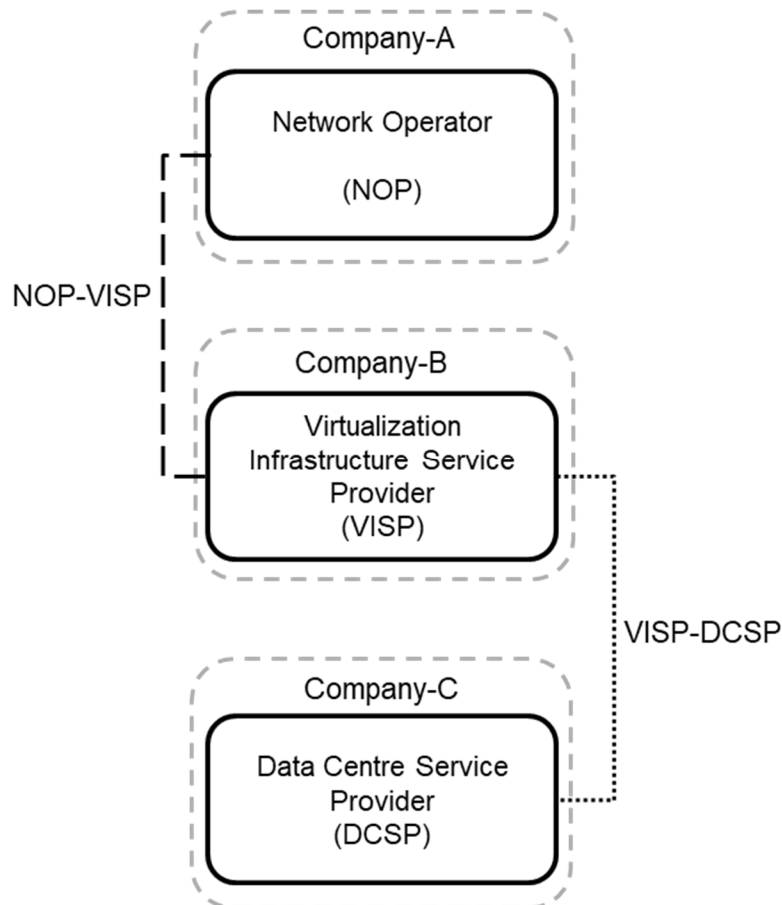 Company-A
Network Operator
(NOP)
NOP-VISP
Company-B
Virtualization
Infrastructure Service
Provider
(VISP)
VISP-DCSP
Company-C
Data Centre Service
Provider
(DCSP)